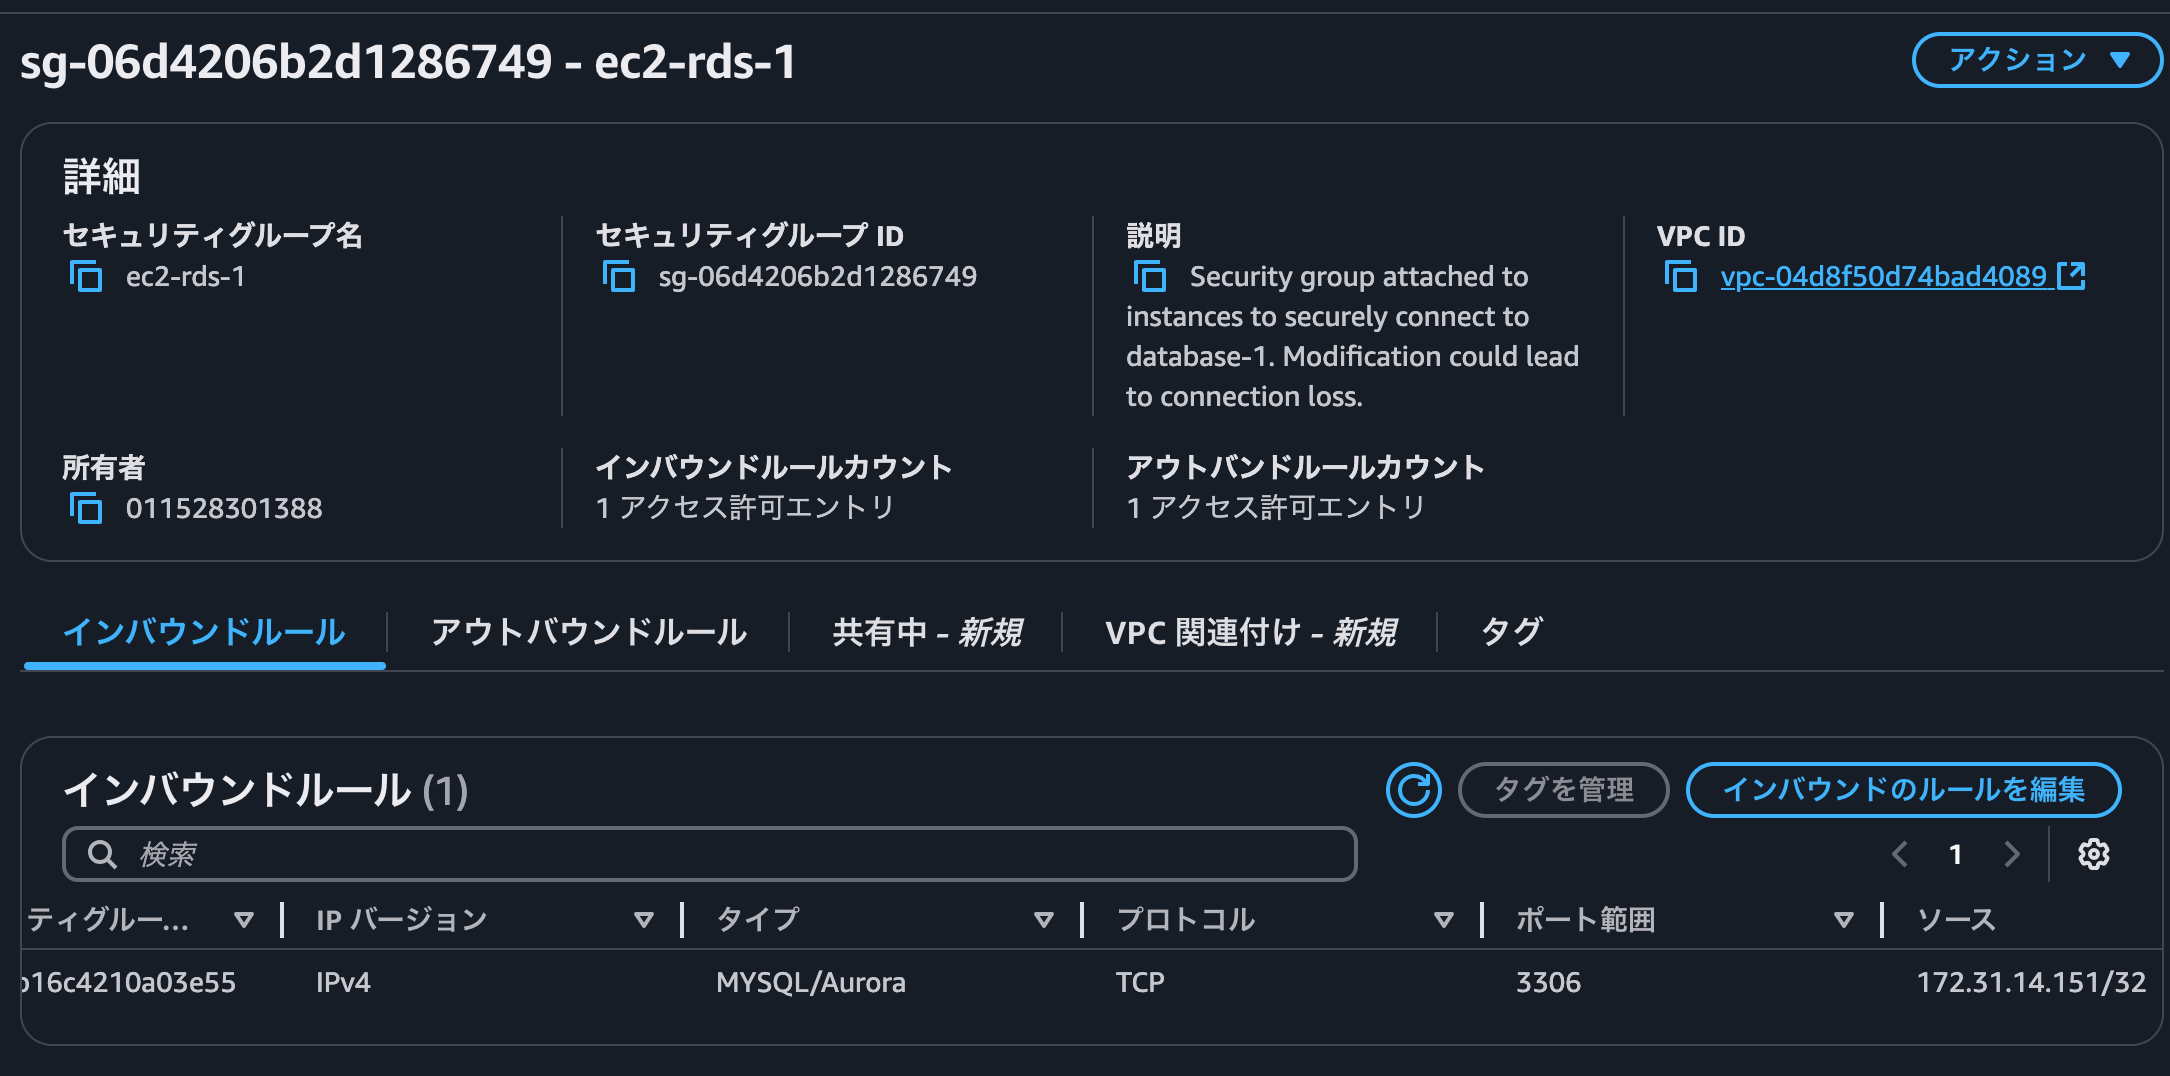 sg-06d4206b2d1286749 - ec2-rds-1
アクション
詳細
セキュリティグループ名
ec2-rds-1
セキュリティグループ ID
sg-06d4206b2d1286749
説明
Security group attached to
instances to securely connect to
database-1. Modification could lead
to connection loss.
VPC ID
vpc-04d8f50d74bad4089
所有者
011528301388
インバウンドルールカウント
1 アクセス許可エントリ
アウトバンドルールカウント
1 アクセス許可エントリ
インバウンドルール
アウトバウンドルール
共有中 - 新規
VPC 関連付け - 新規
タグ
インバウンドルール (1)
タグを管理
インバウンドのルールを編集
検索
1
ティグルー... IP バージョン タイプ プロトコル ポート範囲 ソース
16c4210a03e55 IPv4 MYSQL/Aurora TCP 3306 172.31.14.151/32